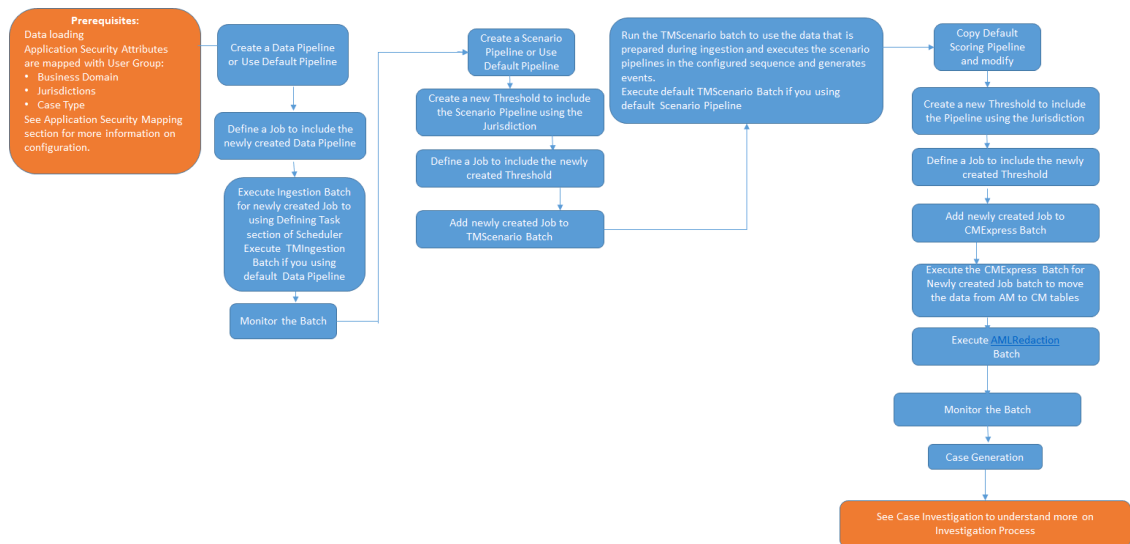 Prerequisites:
Data loading
Application Security Attributes
are mapped with User Group:
• Business Domain
• Jurisdictions
• Case Type
See Application Security Mapping
section for more information on
configuration.
Create a Data Pipeline
or Use Default Pipeline
Define a Job to include the
newly created Data Pipeline
Execute Ingestion Batch
for newly created Job to
using Defining Task
section of Scheduler
Execute TMIngestion
Batch if you using
default Data Pipeline
Monitor the Batch
Create a Scenario
Pipeline or Use
Default Pipeline
Create a new Threshold to include
the Scenario Pipeline using the
Jurisdiction
Define a Job to include the newly
created Threshold
Add newly created Job to
TMScenario Batch
Run the TMScenario batch to use the data that is
prepared during ingestion and executes the scenario
pipelines in the configured sequence and generates
events.
Execute default TMScenario Batch if you using
default Scenario Pipeline
Copy Default
Scoring Pipeline
and modify
Create a new Threshold to include
the Pipeline using the Jurisdiction
Define a Job to include the newly
created Threshold
Add newly created Job to
CMExpress Batch
Execute the CMExpress Batch for
Newly created Job batch to move
the data from AM to CM tables
Execute AMLRedaction
Batch
Monitor the Batch
Case Generation
See Case Investigation to understand more on
Investigation Process